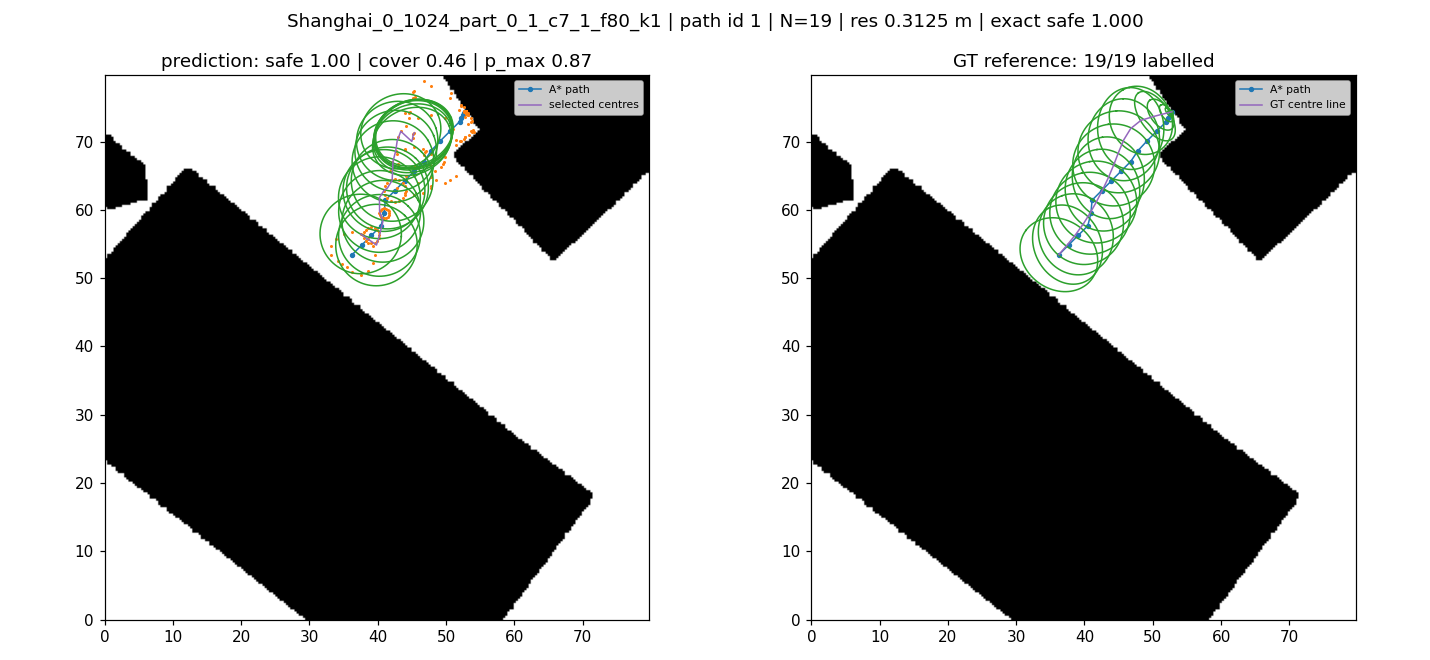 Shanghai_0_1024_part_0_1_c7_1_f80_k1 | path id 1 | N=19 | res 0.3125 m | exact safe 1.000
prediction: safe 1.00 | cover 0.46 | p_max 0.87
A* path
selected centres
70
60
50
40
30
20
10
0
0 10 20 30 40 50 60 70
GT reference: 19/19 labelled
A* path
GT centre line
70
60
50
40
30
20
10
0
0 10 20 30 40 50 60 70